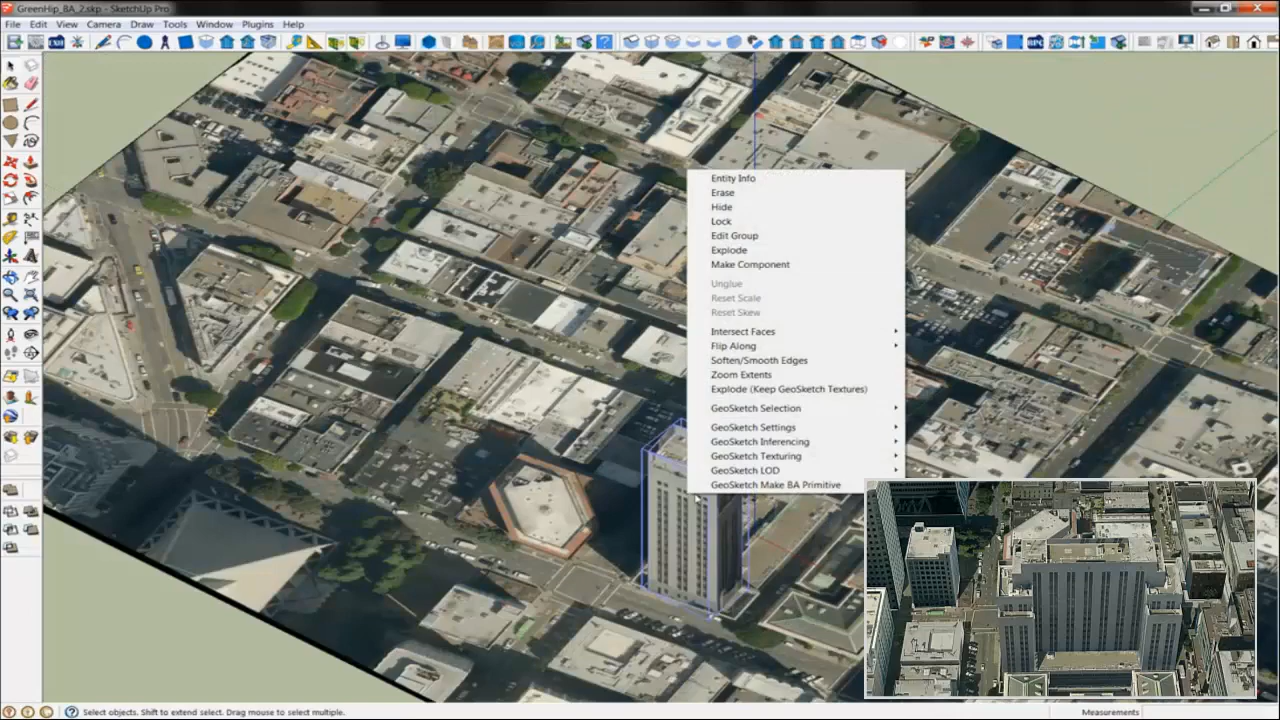 GreenHip_BA_2.skp - SketchUp Pro
File Edit View Camera Draw Tools Window Plugins Help
Entity Info
Erase
Hide
Lock
Edit Group
Explode
Make Component
Unglue
Reset Scale
Reset Skew
Intersect Faces
Flip Along
Soften/Smooth Edges
Zoom Extents
Explode (Keep GeoSketch Textures)
GeoSketch Selection
GeoSketch Settings
GeoSketch Inferencing
GeoSketch Texturing
GeoSketch LOD
GeoSketch Make BA Primitive
Select objects. Shift to extend select. Drag mouse to select multiple.
Measurements